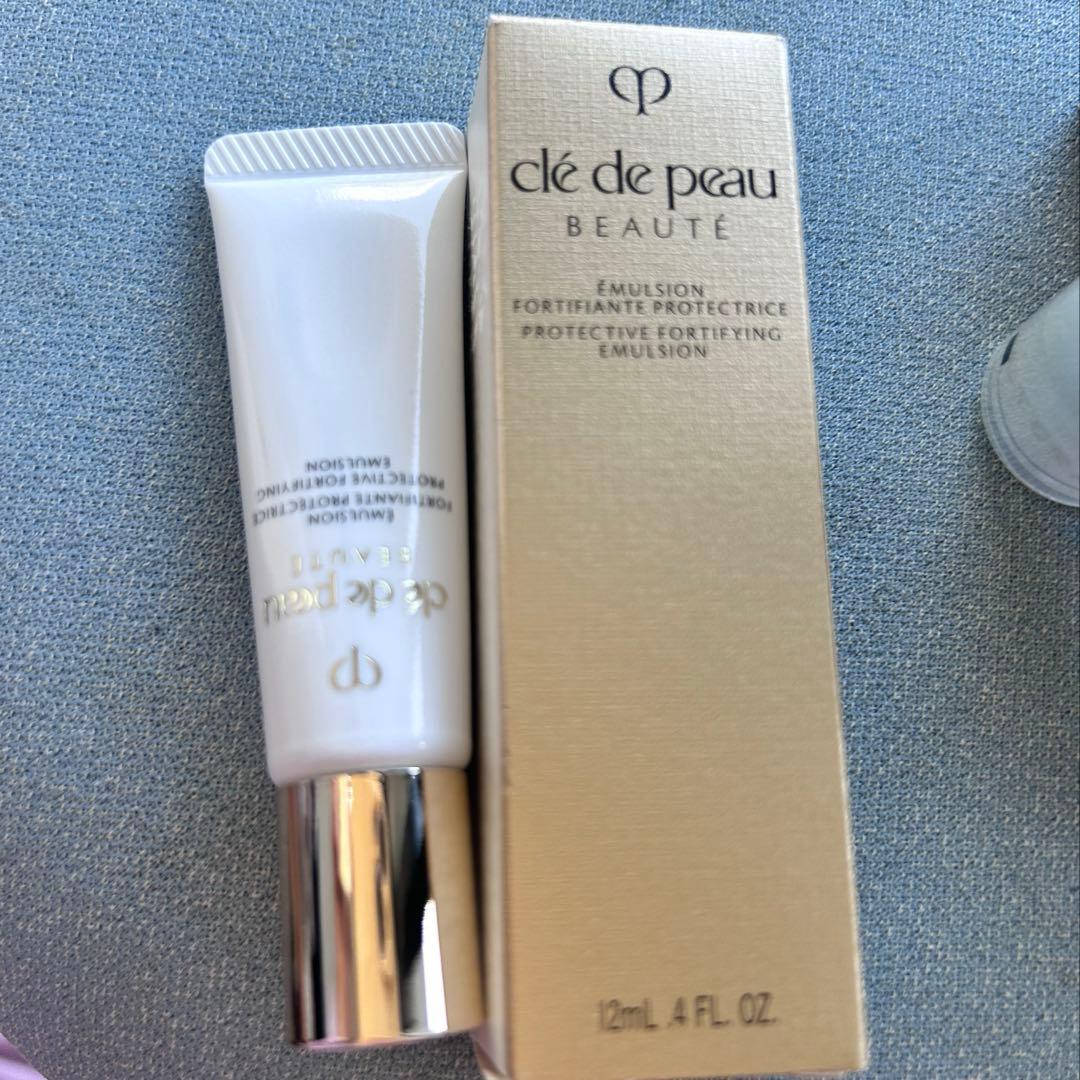 clé de peau
BEAUTÉ
ÉMULSION
FORTIFIANTE PROTECTRICE
PROTECTIVE FORTIFYING
EMULSION
12mL .4 FL. OZ.
clé de peau
BEAUTÉ
ÉMULSION
FORTIFIANTE PROTECTRICE
PROTECTIVE FORTIFYING
EMULSION